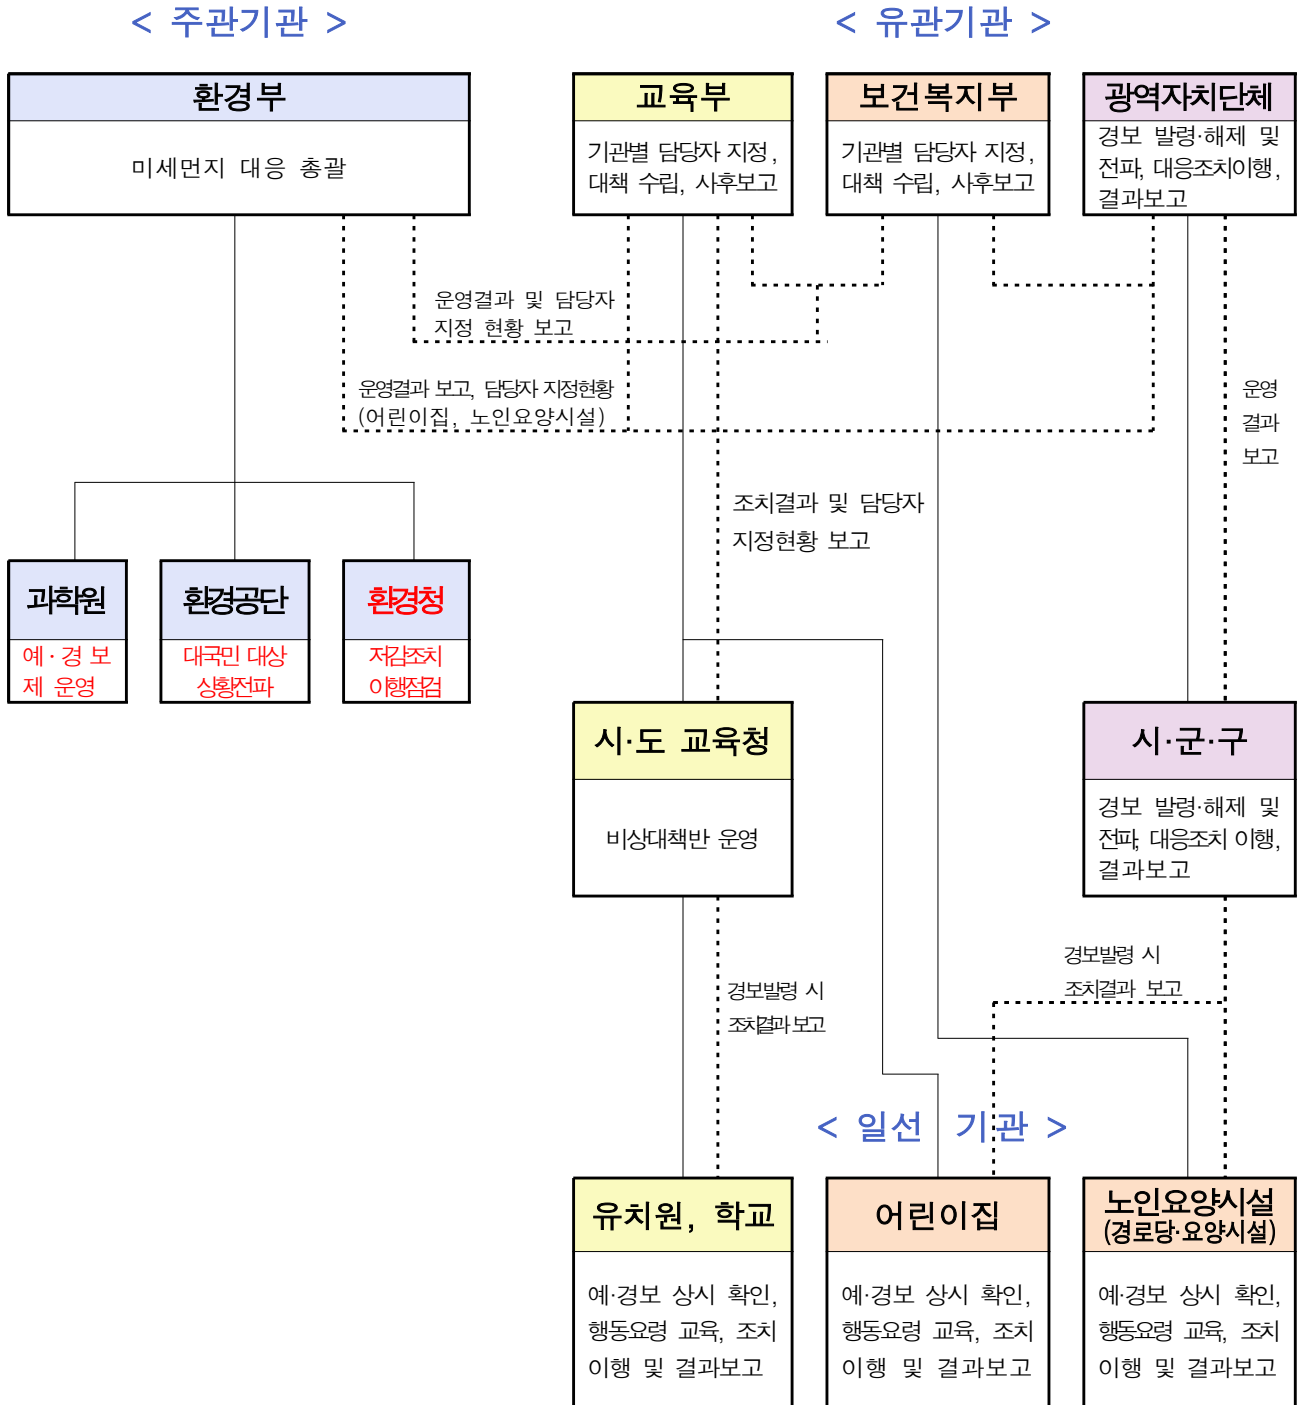 < 주관기관 >
< 유관기관 >
환경부
미세먼지 대응 총괄
교육부
기관별 담당자 지정,
대책 수립, 사후보고
보건복지부
기관별 담당자 지정,
대책 수립, 사후보고
광역자치단체
경보 발령·해제 및
전파, 대응조치이행,
결과보고
운영결과 및 담당자
지정 현황 보고
운영결과 보고, 담당자 지정현황
(어린이집, 노인요양시설)
운영
결과
보고
조치결과 및 담당자
지정현황 보고
과학원
예·경 보
제 운영
환경공단
대국민 대상
상황전파
환경청
저감조치
이행점검
시·도 교육청
비상대책반 운영
시·군·구
경보 발령·해제 및
전파, 대응조치 이행,
결과보고
경보발령 시
조치결과 보고
경보발령 시
조치결과 보고
< 일선 기관 >
유치원, 학교
예·경보 상시 확인,
행동요령 교육, 조치
이행 및 결과보고
어린이집
예·경보 상시 확인,
행동요령 교육, 조치
이행 및 결과보고
노인요양시설
(경로당·요양시설)
예·경보 상시 확인,
행동요령 교육, 조치
이행 및 결과보고